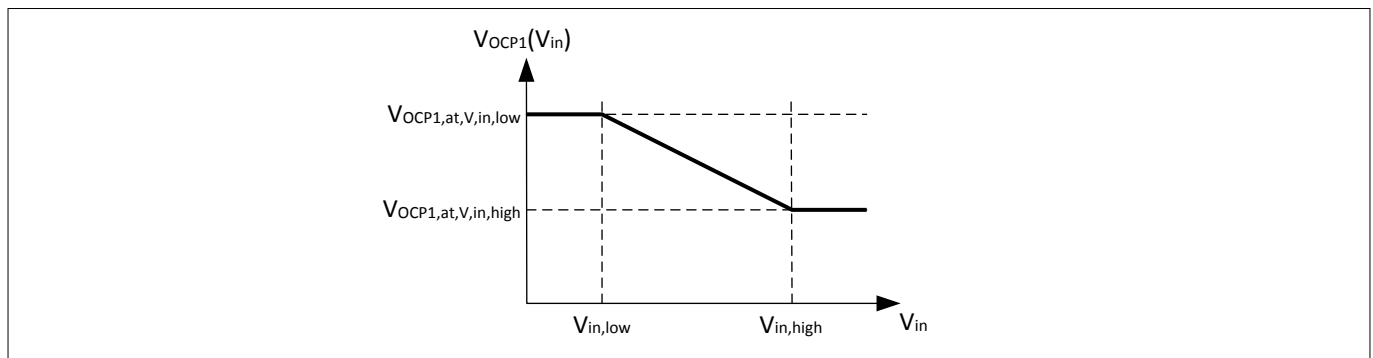 VOCP1(Vin)
VOCP1,at,V,in,low
VOCP1,at,V,in,high
Vin,low
Vin,high
Vin